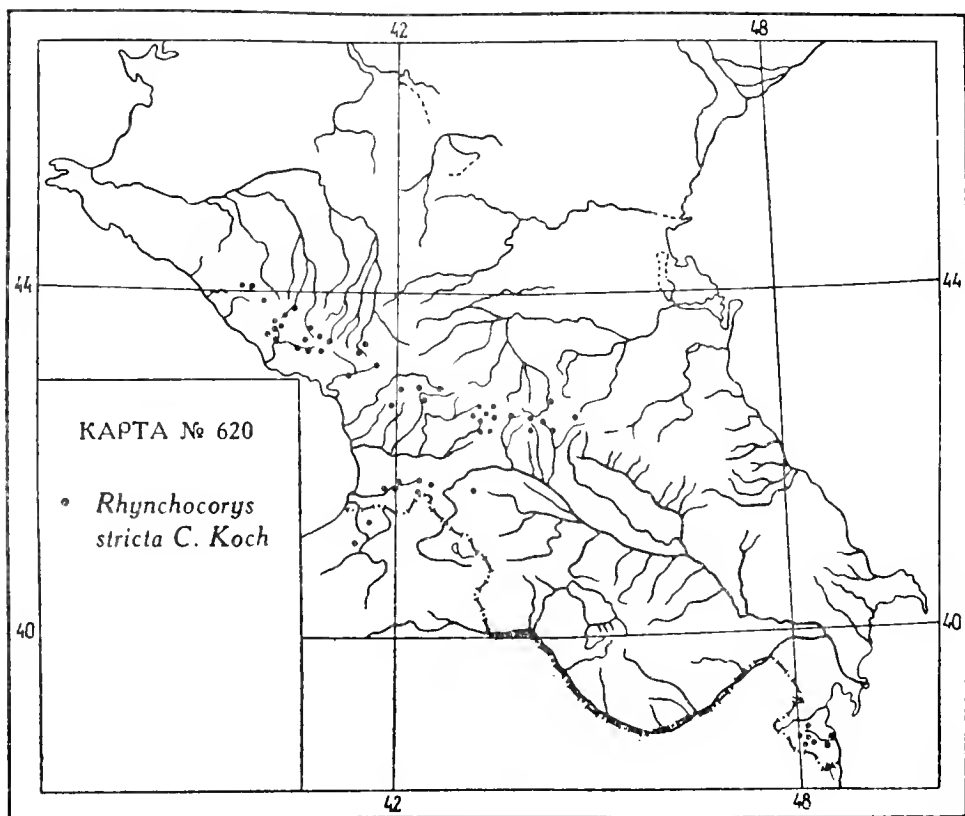 42 48
44 44
КАРТА № 620
Rhynchocorys
stricta C. Koch
40 40
42 48